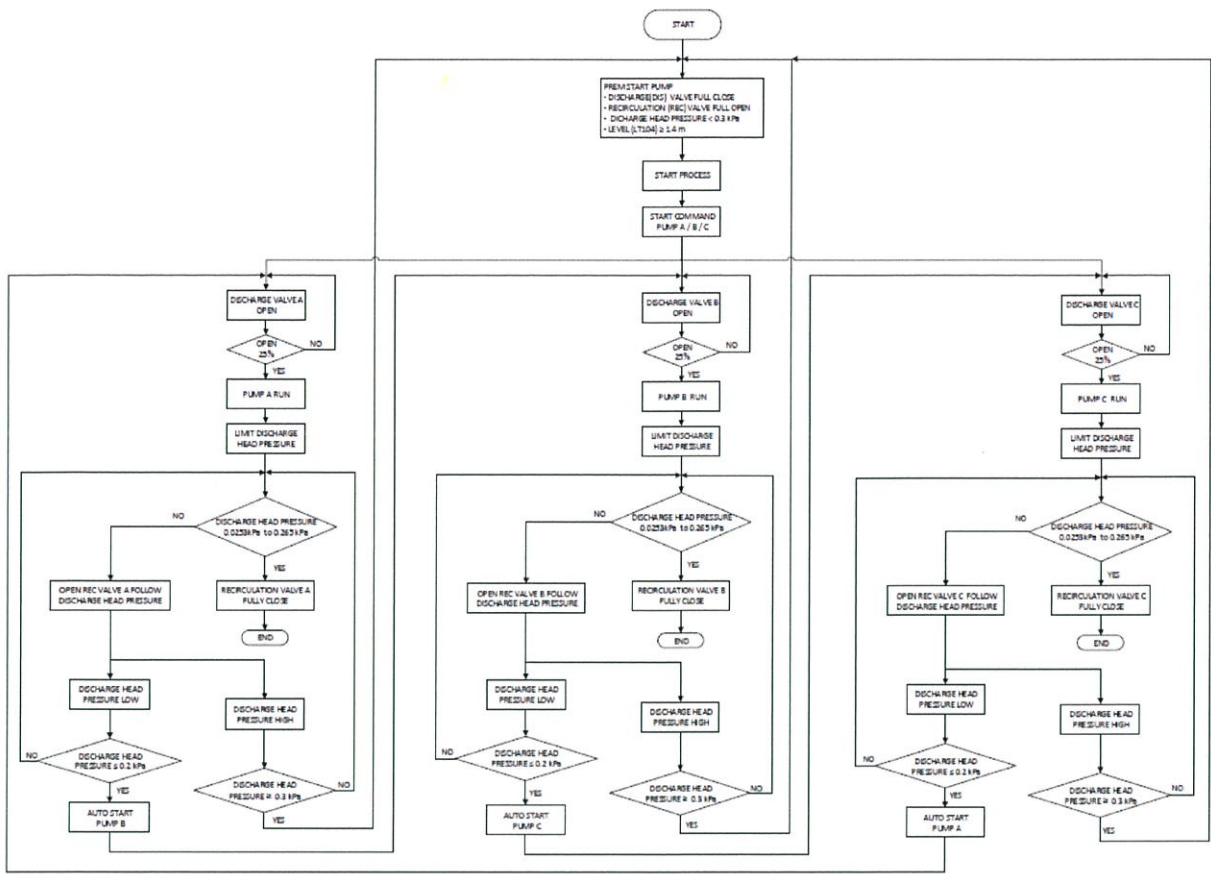 START
PREM START PUMP
• DISCHARGE(DIS) VALVE FULL CLOSE
• RECIRCULATION (REC) VALVE FULL OPEN
• DICHARGE HEAD PRESSURE < 0.3 kPa
• LEVEL (LT104) ≥ 1.4 m
START PROCESS
START COMMAND
PUMP A / B / C
DISCHARGE VALVE A
OPEN
OPEN
25%
NO
YES
PUMP A RUN
LIMIT DISCHARGE
HEAD PRESSURE
DISCHARGE HEAD PRESSURE
0.0253kPa to 0.265 kPa
NO
YES
OPEN REC VALVE A FOLLOW
DISCHARGE HEAD PRESSURE
RECIRCULATION VALVE A
FULLY CLOSE
END
DISCHARGE HEAD
PRESSURE LOW
DISCHARGE HEAD
PRESSURE HIGH
NO
DISCHARGE HEAD
PRESSURE ≤ 0.2 kPa
YES
DISCHARGE HEAD
PRESSURE ≥ 0.3 kPa
NO
YES
AUTO START
PUMP B
DISCHARGE VALVE B
OPEN
OPEN
25%
NO
YES
PUMP B RUN
LIMIT DISCHARGE
HEAD PRESSURE
DISCHARGE HEAD PRESSURE
0.0253kPa to 0.265 kPa
NO
YES
OPEN REC VALVE B FOLLOW
DISCHARGE HEAD PRESSURE
RECIRCULATION VALVE B
FULLY CLOSE
END
DISCHARGE HEAD
PRESSURE LOW
DISCHARGE HEAD
PRESSURE HIGH
NO
DISCHARGE HEAD
PRESSURE ≤ 0.2 kPa
YES
DISCHARGE HEAD
PRESSURE ≥ 0.3 kPa
NO
YES
AUTO START
PUMP C
DISCHARGE VALVE C
OPEN
OPEN
25%
NO
YES
PUMP C RUN
LIMIT DISCHARGE
HEAD PRESSURE
DISCHARGE HEAD PRESSURE
0.0253kPa to 0.265 kPa
NO
YES
OPEN REC VALVE C FOLLOW
DISCHARGE HEAD PRESSURE
RECIRCULATION VALVE C
FULLY CLOSE
END
DISCHARGE HEAD
PRESSURE LOW
DISCHARGE HEAD
PRESSURE HIGH
NO
DISCHARGE HEAD
PRESSURE ≤ 0.2 kPa
YES
DISCHARGE HEAD
PRESSURE ≥ 0.3 kPa
NO
YES
AUTO START
PUMP A